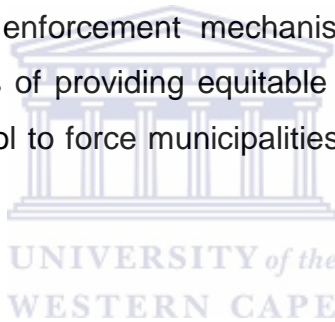 enforcement mechanis
of providing equitable
ol to force municipalities
UNIVERSITY of the
WESTERN CAPE